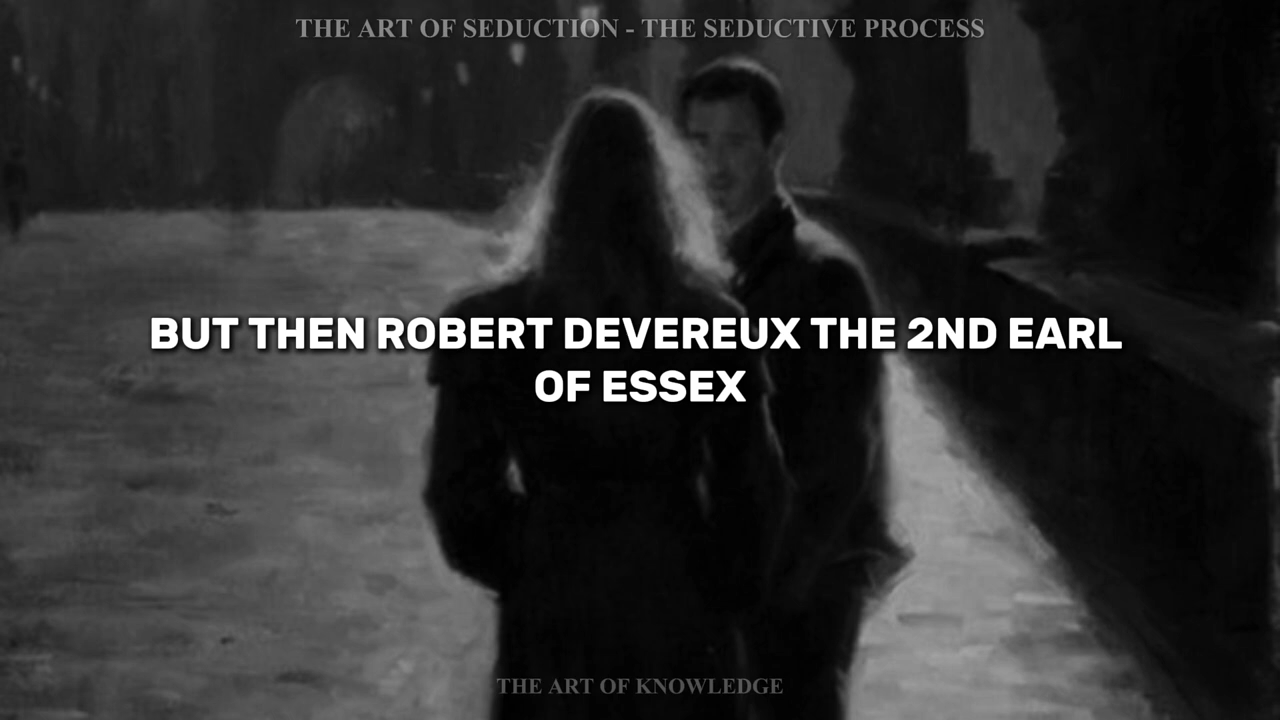 THE ART OF SEDUCTION - THE SEDUCTIVE PROCESS
BUT THEN ROBERT DEVEREUX THE 2ND EARL
OF ESSEX
THE ART OF KNOWLEDGE